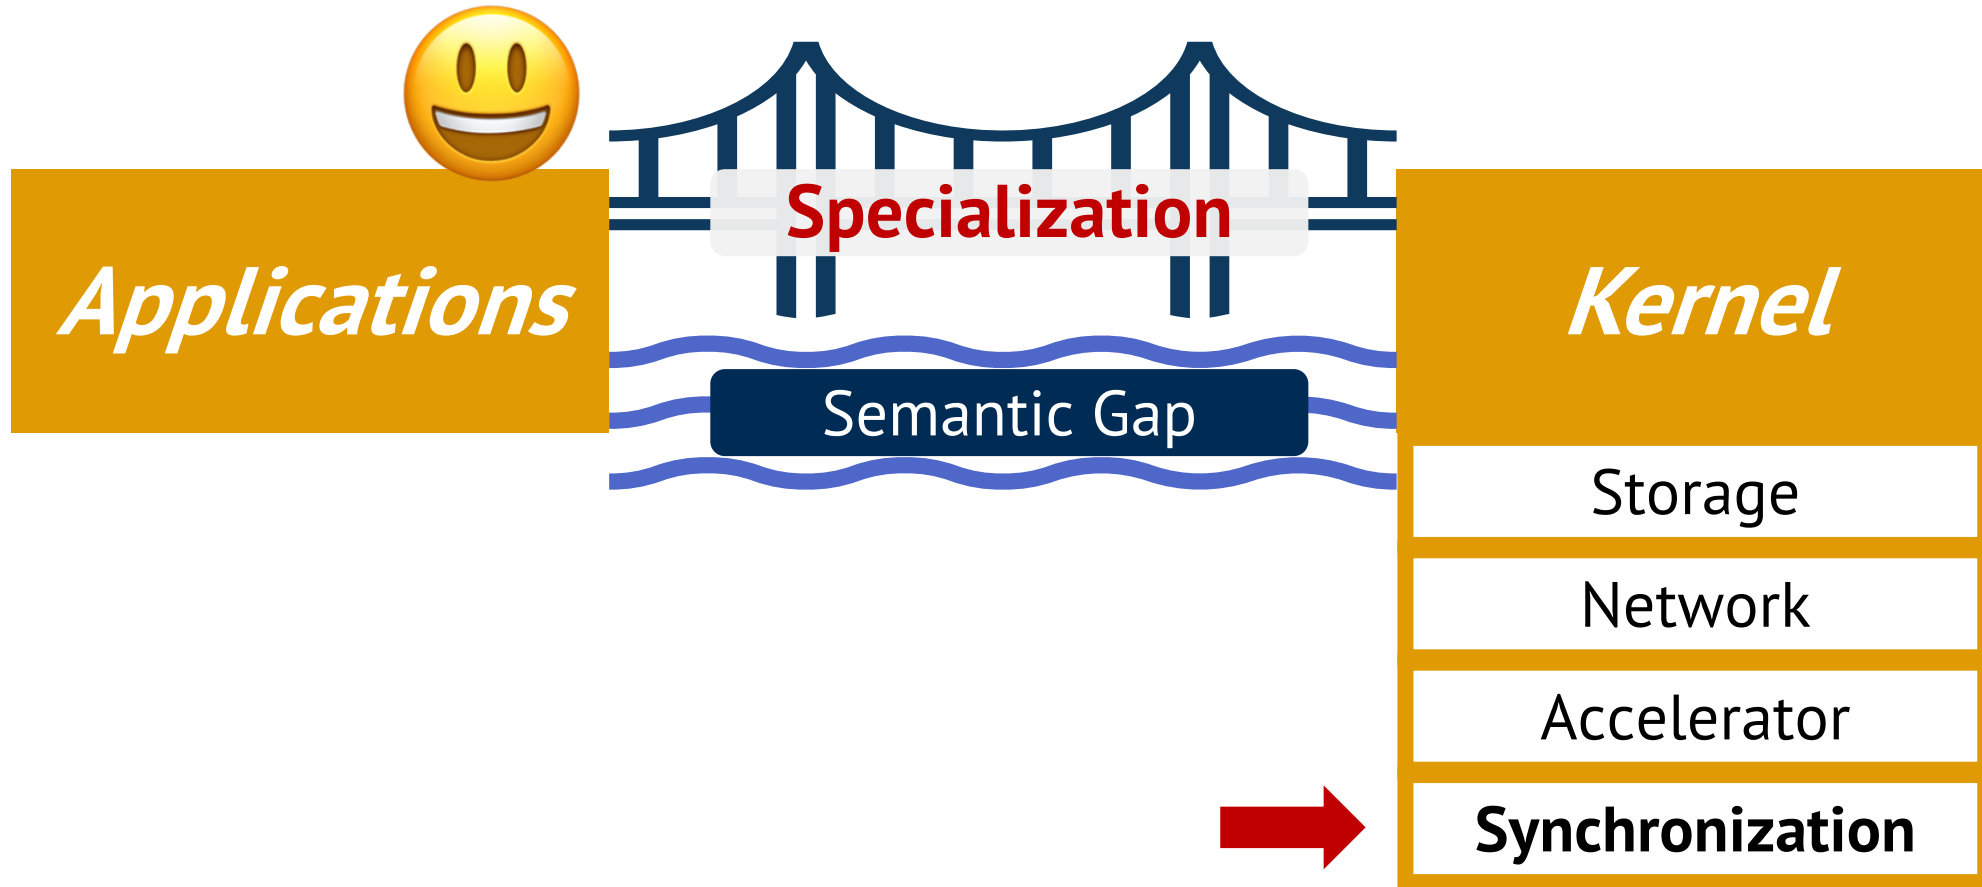 Specialization
Applications
Kernel
Semantic Gap
Storage
Network
Accelerator
Synchronization